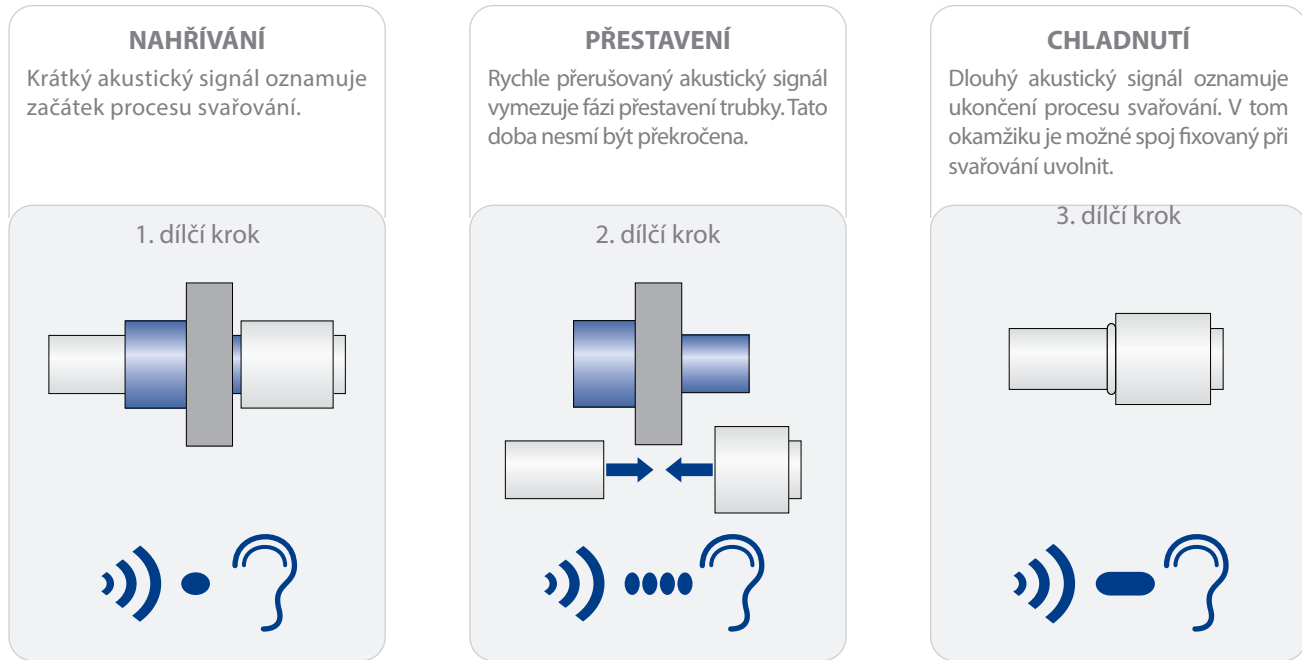 NAHŘÍVÁNÍ
Krátký akustický signál oznamuje
začátek procesu svařování.
1. dílčí krok
PŘESTAVENÍ
Rychle přerušovaný akustický signál
vymezuje fázi přestavení trubky. Tato
doba nesmí být překročena.
2. dílčí krok
CHLADNUTÍ
Dlouhý akustický signál oznamuje
ukončení procesu svařování. V tom
okamžiku je možné spoj fixovaný při
svařování uvolnit.
3. dílčí krok